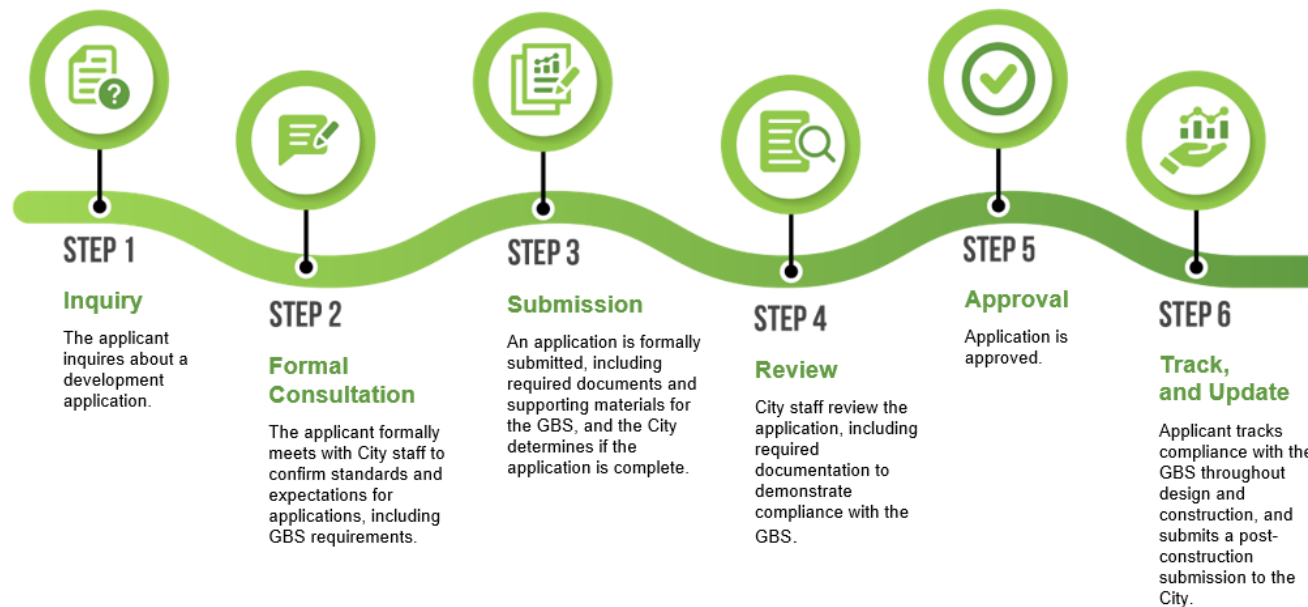 STEP 1
Inquiry
The applicant
inquires about a
development
application.
STEP 2
Formal
Consultation
The applicant formally
meets with City staff to
confirm standards and
expectations for
applications, including
GBS requirements.
STEP 3
Submission
An application is formally
submitted, including
required documents and
supporting materials for
the GBS, and the City
determines if the
application is complete.
STEP 4
Review
City staff review the
application, including
required
documentation to
demonstrate
compliance with the
GBS.
STEP 5
Approval
Application is
approved.
STEP 6
Track,
and Update
Applicant tracks
compliance with the
GBS throughout
design and
construction, and
submits a post-
construction
submission to the
City.